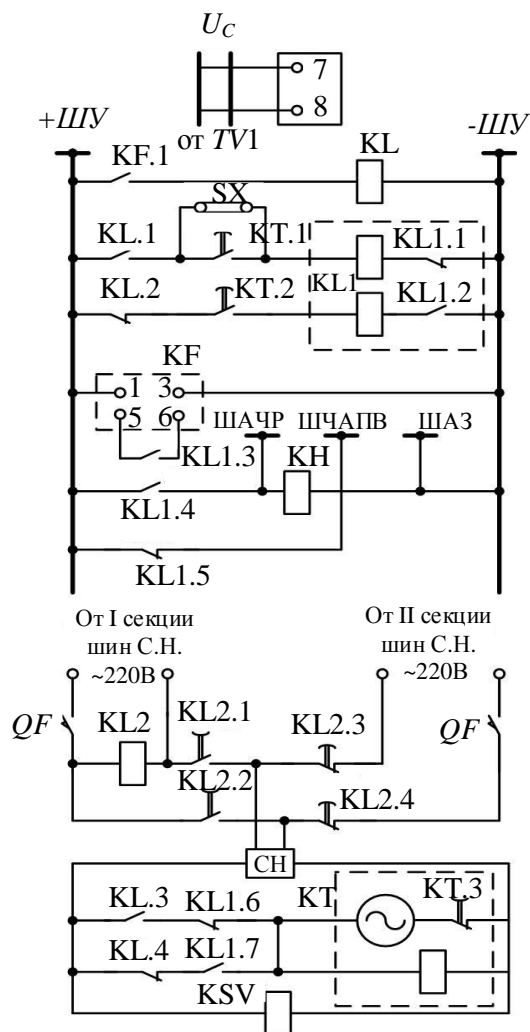 U_C
7
8
от TV1
+ШУ
-ШУ
KF.1
KL
SX
KL.1
KT.1
KL1.1
KL1
KL.2
KT.2
KL1.2
KF
1 3
5 6
ШАЧР
ШЧАПВ
ШАЗ
KL1.3
KH
KL1.4
KL1.5
От I секции
шин С.Н.
~220В
От II секции
шин С.Н.
~220В
QF
KL2
KL2.1
KL2.3
QF
KL2.2
KL2.4
СН
KL.3
KL1.6
KT
KT.3
KL.4
KL1.7
KSV